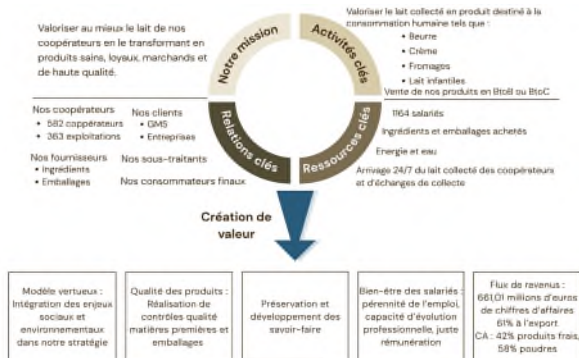 Valoriser au mieux le lait de nos
coopérateurs en le transformant en
produits sains, loyaux, marchands et
de haute qualité.
Notre mission
Activités clés
Valoriser le lait collecté en produit destiné à la
consommation humaine tels que :
• Beurre
• Crème
• Fromages
• Lait infantiles
Vente de nos produits en BtoB ou BtoC
Nos coopérateurs
• 582 coppérateurs
• 363 exploitations
Nos clients
• GMS
• Entreprises
Nos fournisseurs
• Ingrédients
• Emballages
Nos sous-traitants
Nos consommateurs finaux
Relations clés
Ressources clés
1164 salariés
Ingrédients et emballages achetés
Energie et eau
Arrivage 24/7 du lait collecté des coopérateurs
et d'échanges de collecte
Création de
valeur
Modèle vertueux :
Intégration des enjeux
sociaux et
environnementaux
dans notre stratégie
Qualité des produits :
Réalisation de
contrôles qualité
matières premières et
emballages
Préservation et
développement des
savoir-faire
Bien-être des salariés :
pérennité de l'emploi,
capacité d'évolution
professionnelle, juste
rémunération
Flux de revenus :
661,01 millions d'euros
de chiffres d'affaires
61% à l'export
CA : 42% produits frais,
58% poudres